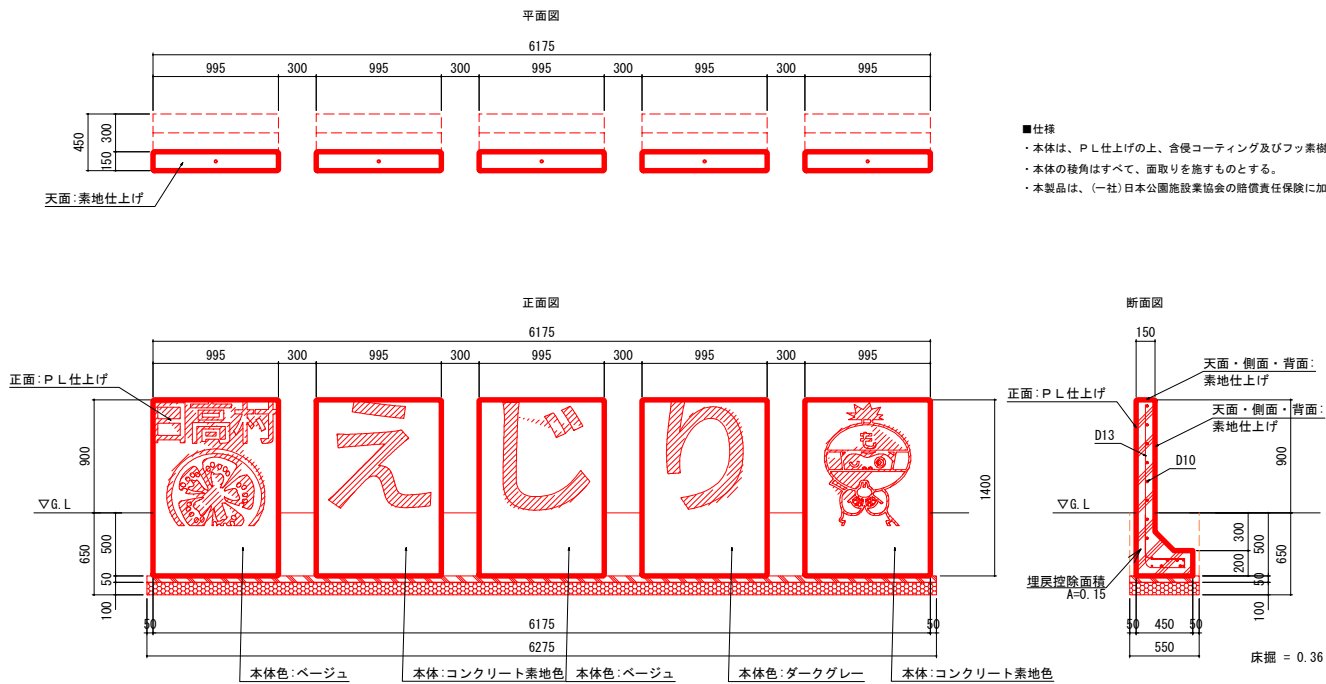 平面図
6175
995 300 995 300 995 300 995 300 995
450
300
150
天面:素地仕上げ
■仕様
・本体は、ＰＬ仕上げの上、含侵コーティング及びフッ素樹
・本体の稜角はすべて、面取りを施すものとする。
・本製品は、(一社)日本公園施設業協会の賠償責任保険に加
正面図
6175
995 300 995 300 995 300 995 300 995
正面:ＰＬ仕上げ
日高村
え
じ
り
も
900
▽G.L
650
500
50
100
1400
50 6175 50
6275
本体色:ベージュ
本体:コンクリート素地色
本体色:ベージュ
本体色:ダークグレー
本体:コンクリート素地色
断面図
150
天面・側面・背面:
素地仕上げ
正面:ＰＬ仕上げ
天面・側面・背面:
素地仕上げ
D13
D10
900
▽G.L
300
200
500
50
650
100
埋戻控除面積
A=0.15
50 450 50
550
床掘 = 0.36